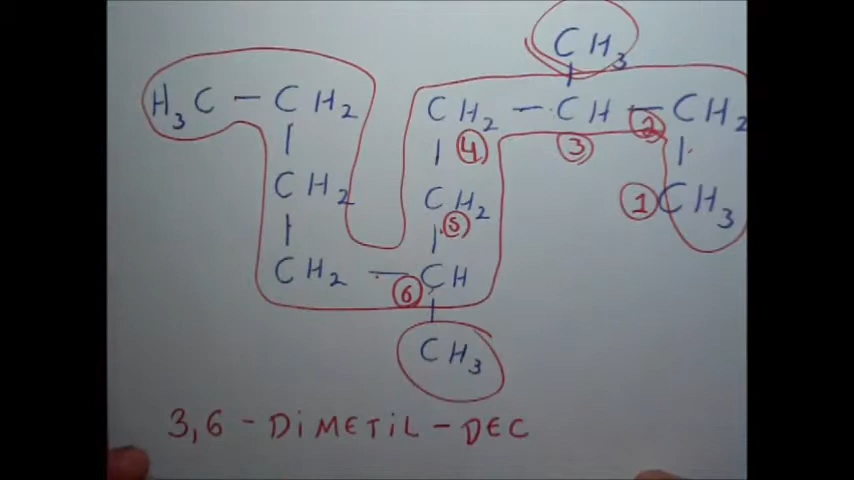 CH3
H3C - CH2 CH2 - CH - CH2
4 3 2
CH2 CH2 1 CH3
5
CH2 - CH
6
CH3
3,6 - DiMETiL - DEC